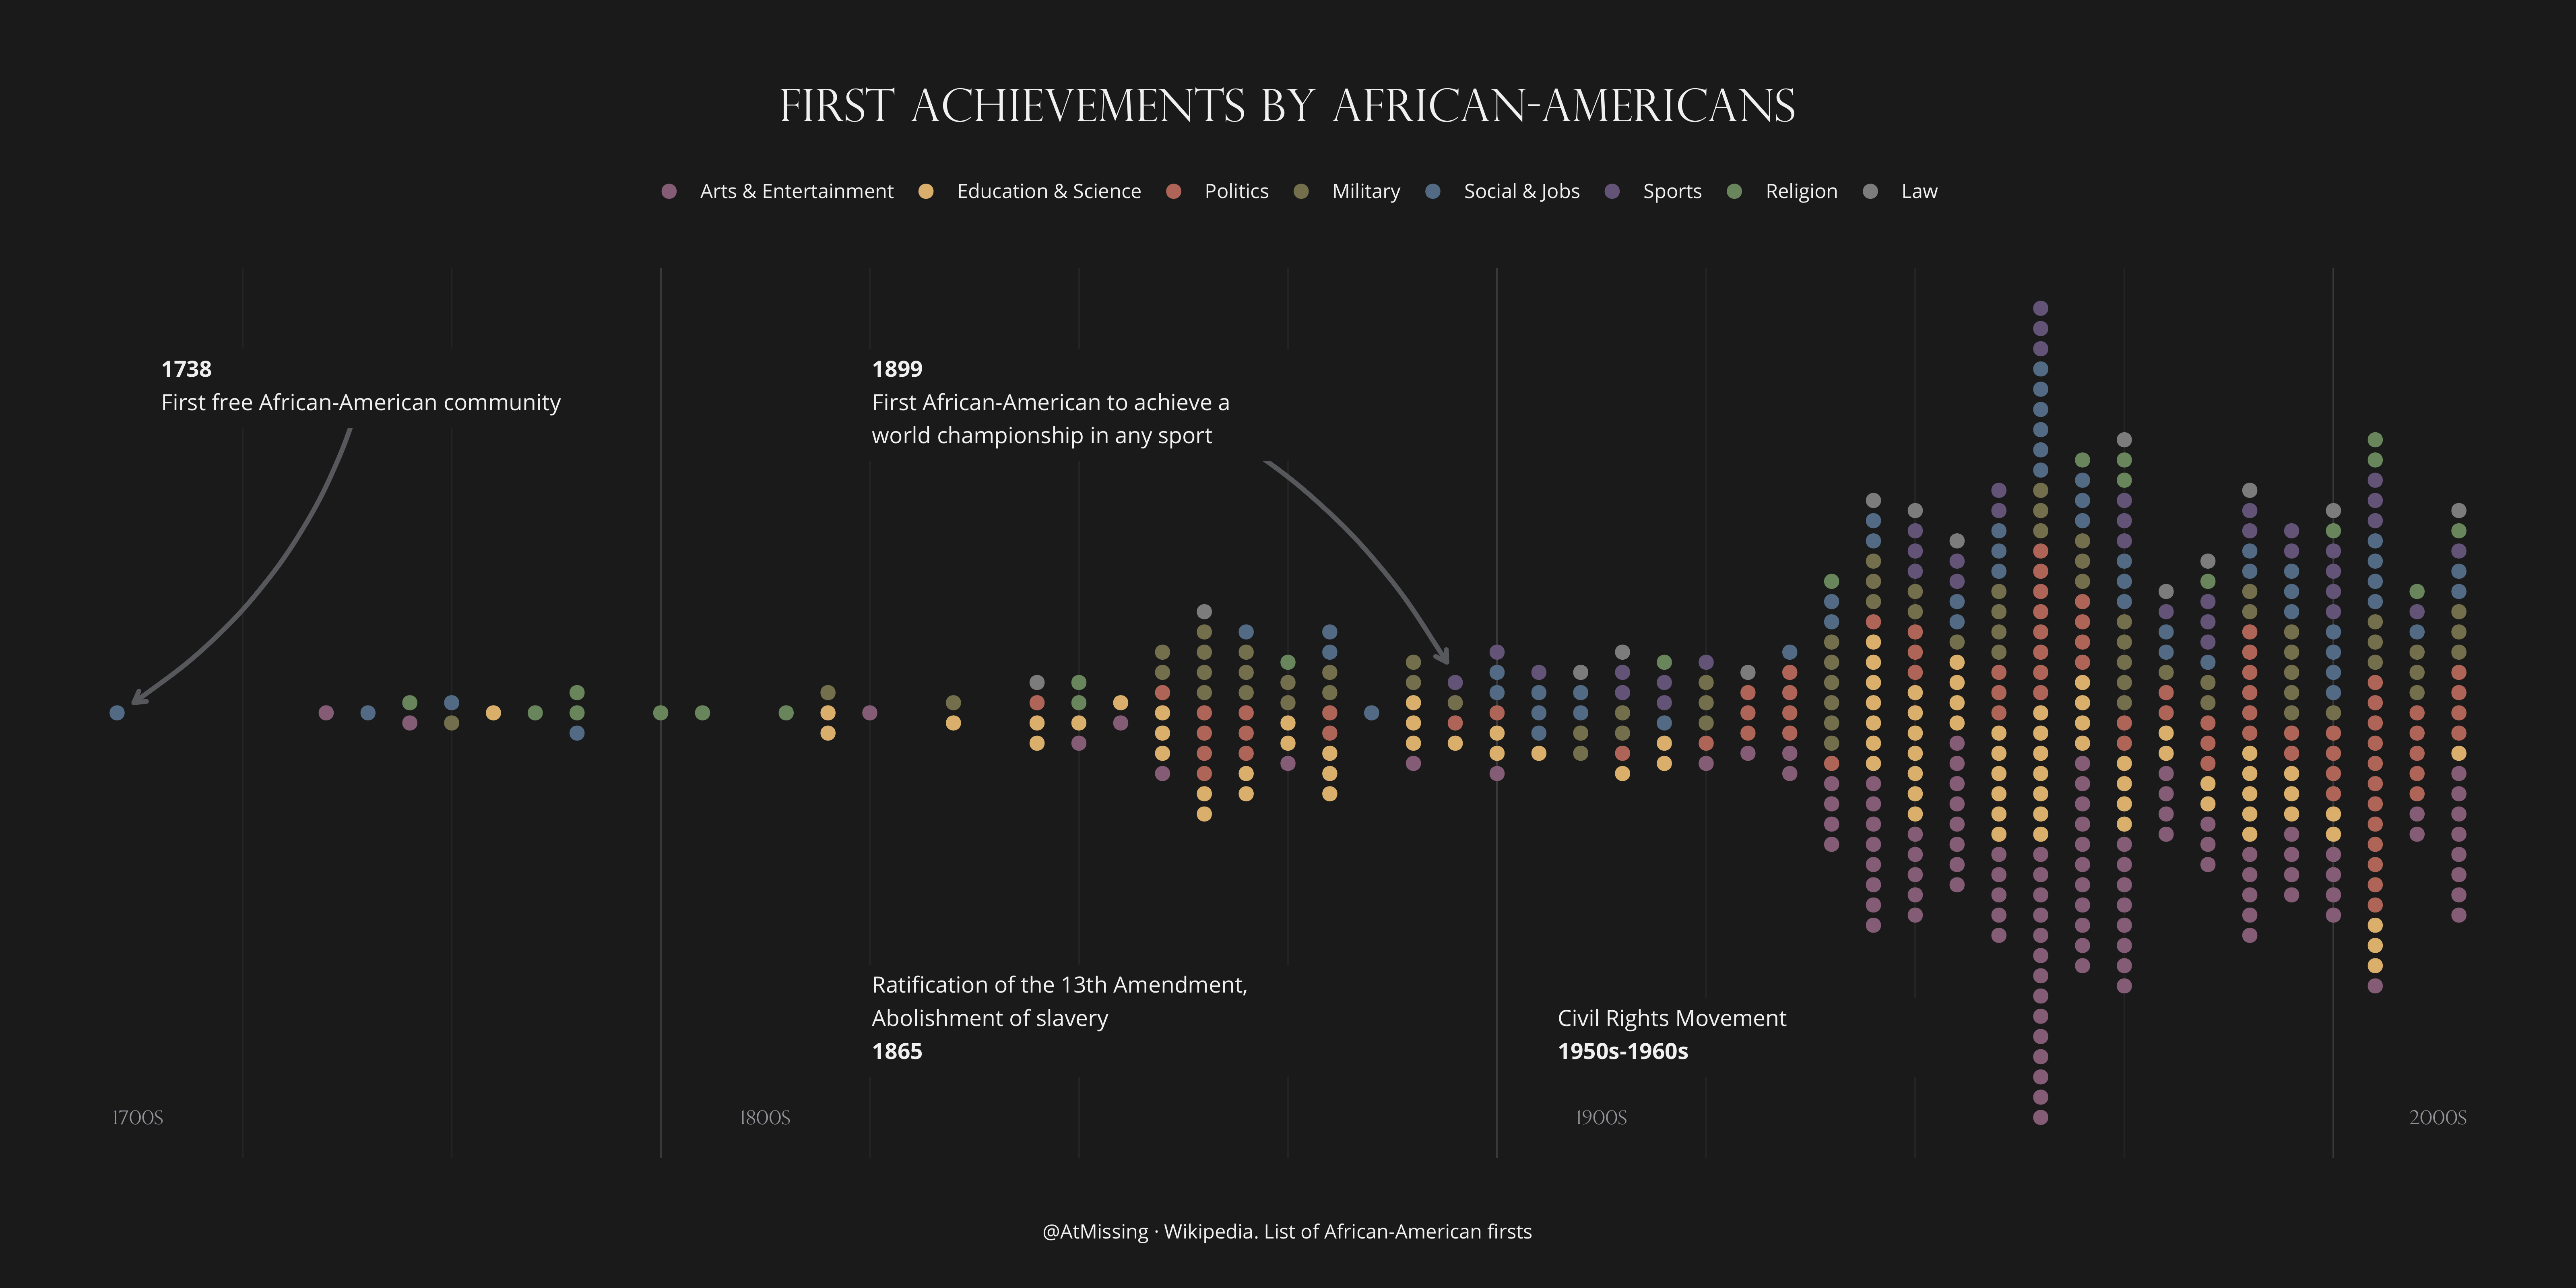 FIRST ACHIEVEMENTS BY AFRICAN-AMERICANS
Arts & Entertainment Education & Science Politics Military Social & Jobs Sports Religion Law
1738
First free African-American community
1899
First African-American to achieve a
world championship in any sport
Ratification of the 13th Amendment,
Abolishment of slavery
1865
Civil Rights Movement
1950s-1960s
1700S 1800S 1900S 2000S
@AtMissing · Wikipedia. List of African-American firsts